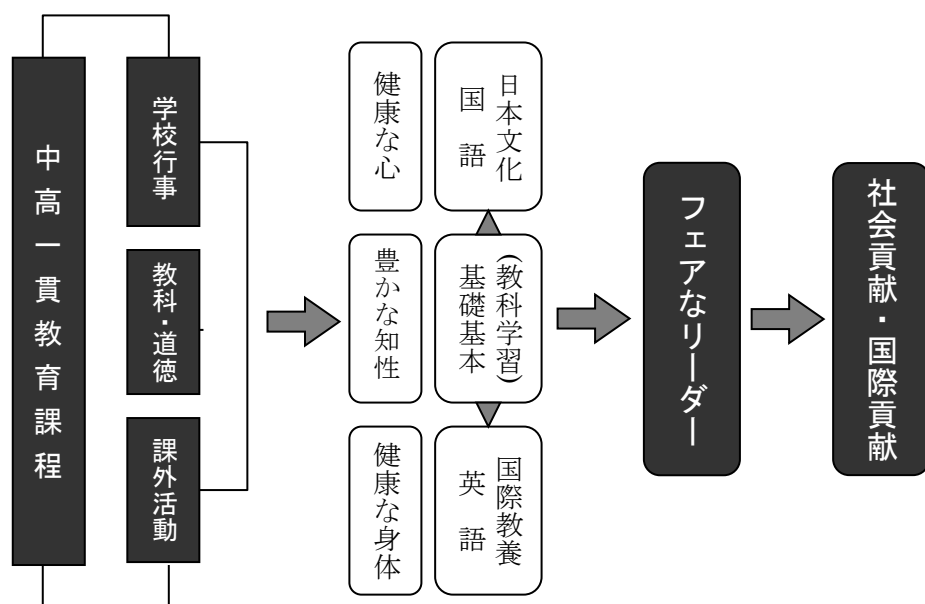 中高一貫教育課程
学校行事
教科・道徳
課外活動
健康な心
豊かな知性
健康な身体
日本文化
国語
(教科学習)
基礎基本
国際教養
英語
フェアなリーダー
社会貢献・国際貢献